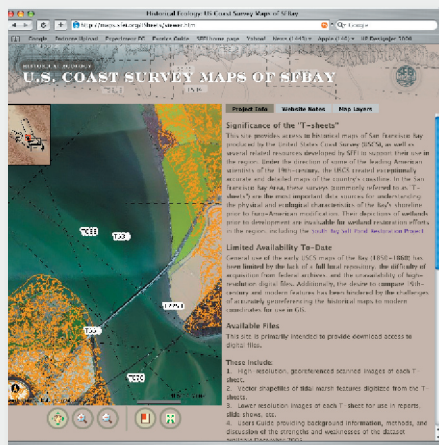 Historical Ecology: US Coast Survey Maps of SFBay
Google
U.S. COAST SURVEY MAPS OF SFBAY
Project Info Website Notes Map Layers
Significance of the "T-sheets"
This site provides access to historical maps of San Francisco Bay
produced by the United States Coast Survey (USCS), as well as
several related resources developed by SFEI to support their use in
the region. Under the direction of some of the leading American
scientists of the 19th-century, the USCS created exceptionally
accurate and detailed maps of the country's coastline. In the San
Francisco Bay Area, these surveys (commonly referred to as "T-
sheets") are the most important data sources for understanding
the physical and ecological characteristics of the Bay's shoreline
prior to Euro-American modification. Their depictions of wetlands
prior to development are invaluable for wetland restoration efforts
in the region, including the South Bay Salt Pond Restoration Project
Limited Availability To-Date
General use of the early USCS maps of the Bay (1850-1868) has
been limited by the lack of a full local repository, the difficulty of
acquisition from federal archives, and the unavailability of high-
resolution digital files. Additionally, the desire to compare 19th-
century and modern features has been hindered by the challenges
of accurately georeferencing the historical maps to modern
coordinates for use in GIS.
Available Files
This site is primarily intended to provide download access to
digital files.
These include:
1. High-resolution, georeferenced scanned images of each T-
sheet.
2. Vector shapefiles of tidal marsh features digitized from the T-
sheets.
3. Lower resolution images of each T-sheet for use in reports,
slide shows, etc.
4. Users Guide providing background information, methods, and
discussion of the strengths and weaknesses of the dataset